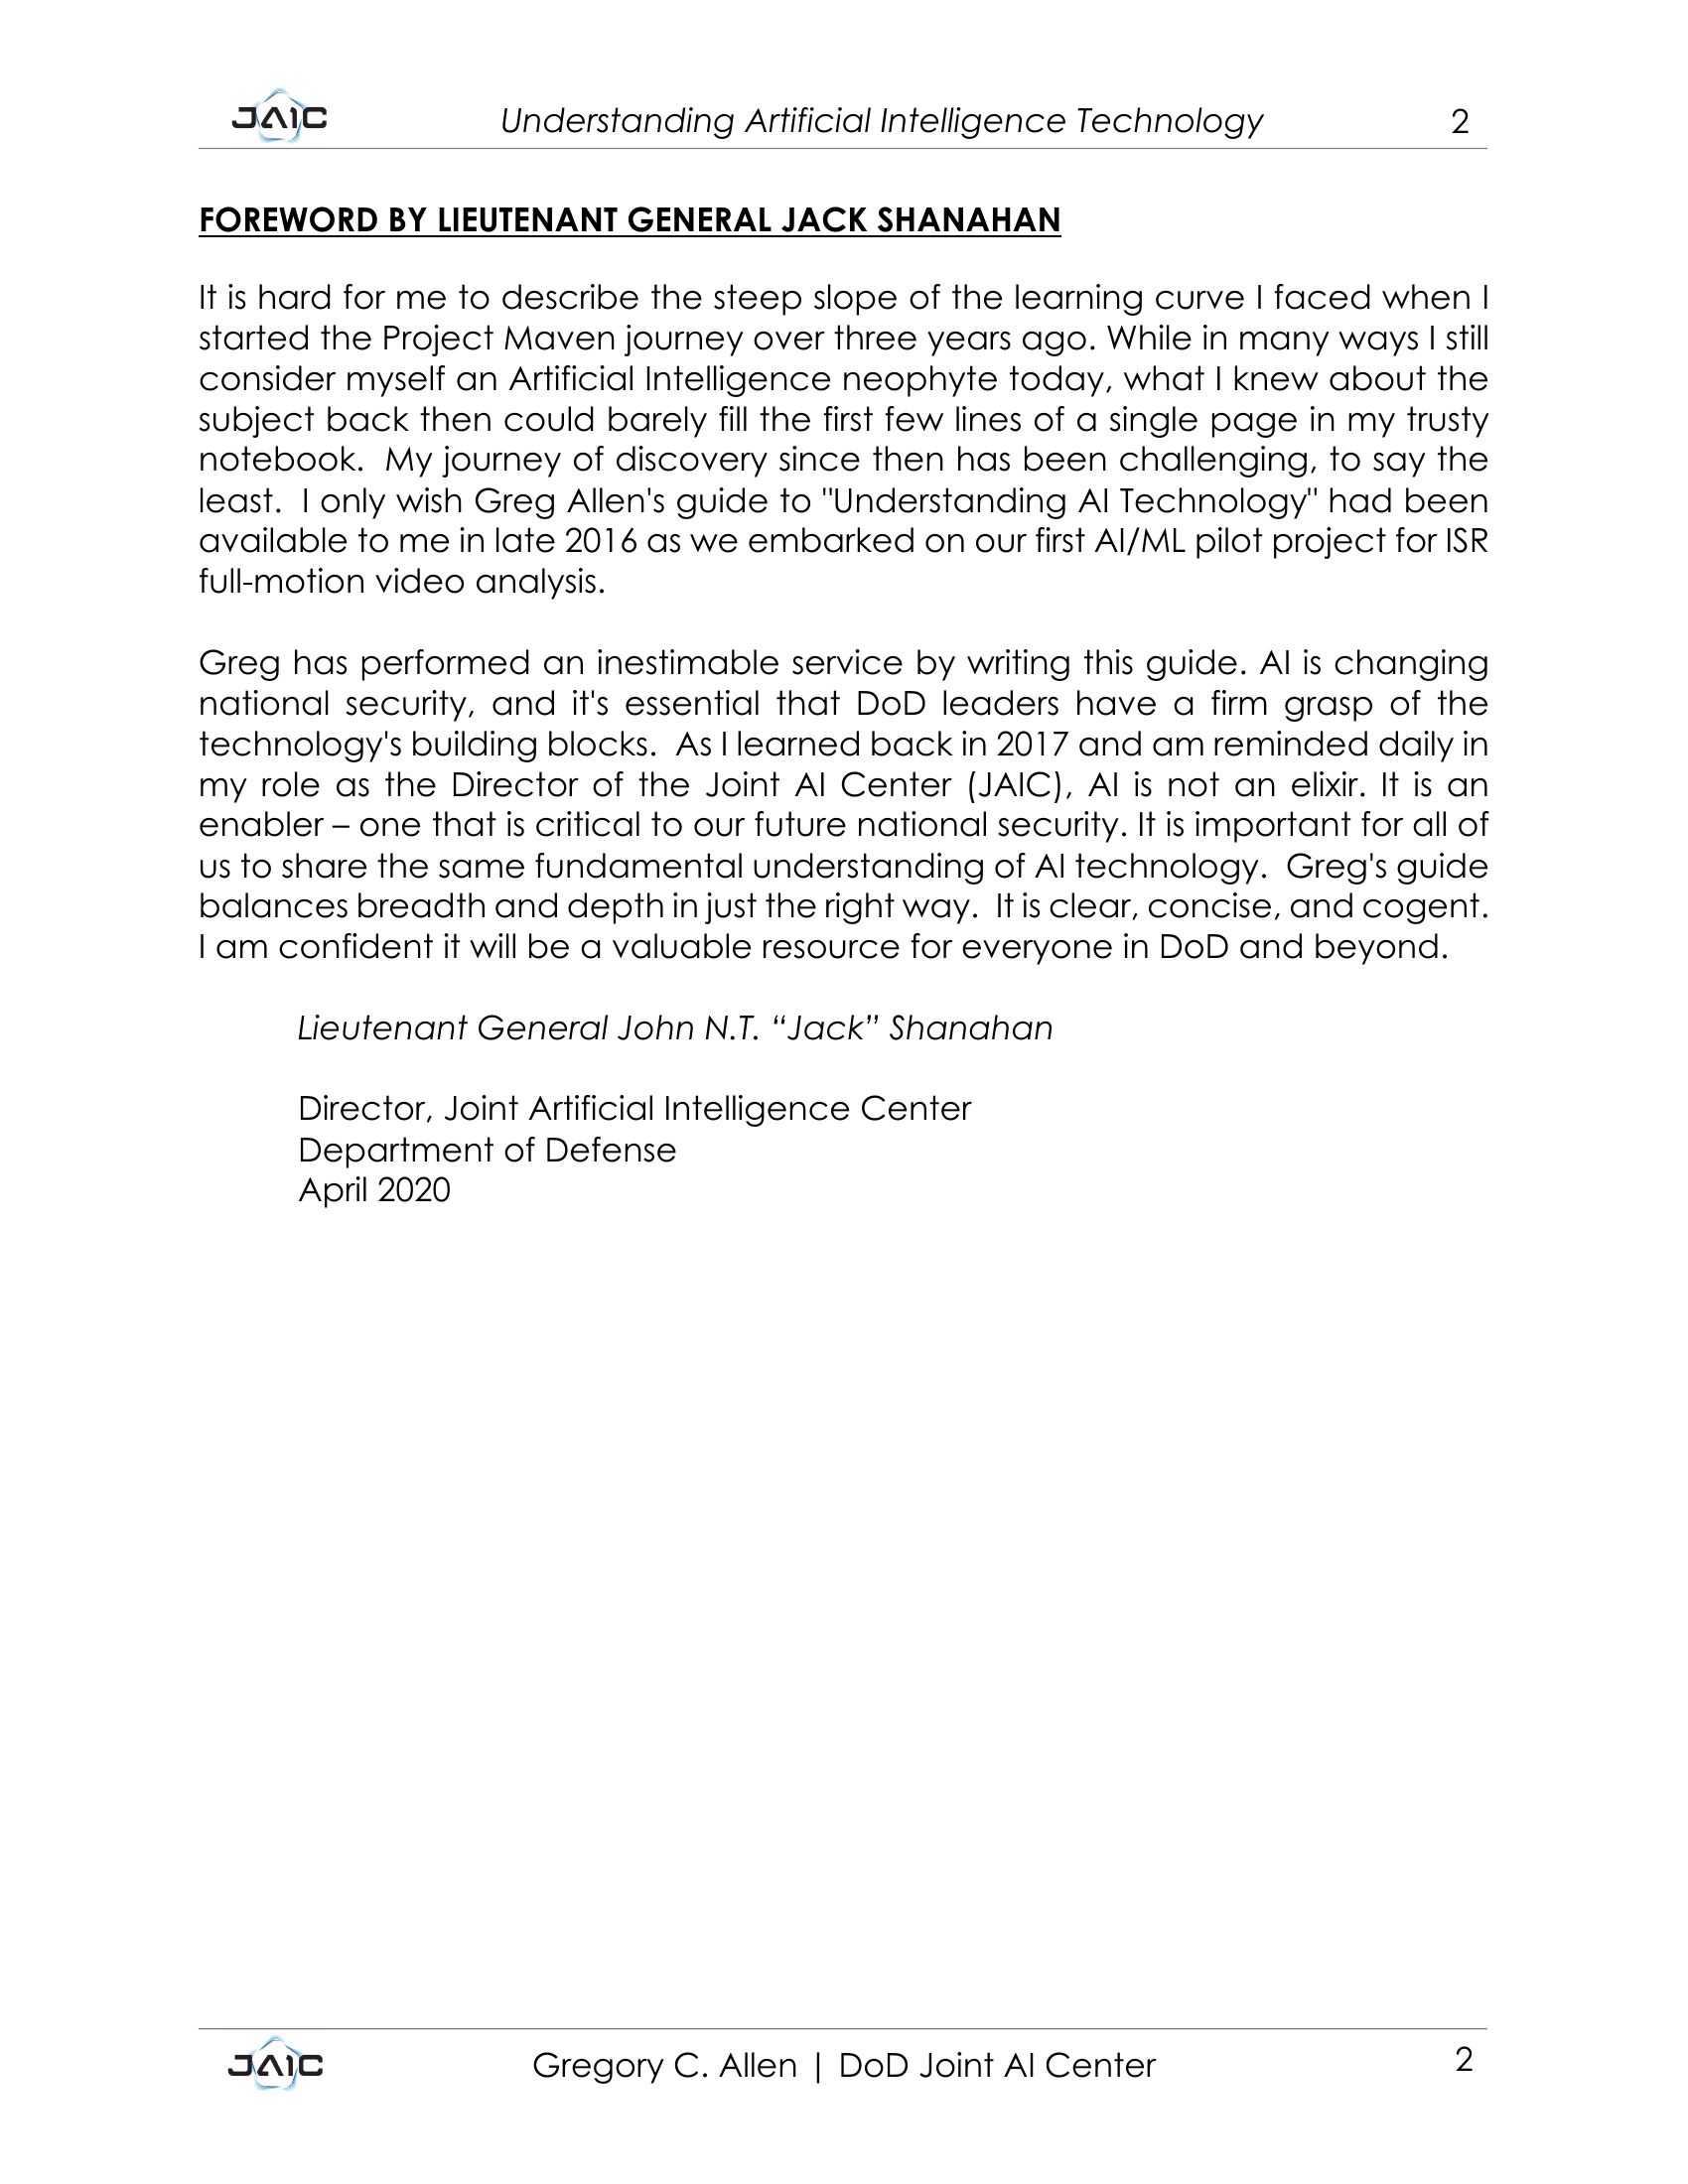 JAIC
Understanding Artificial Intelligence Technology
2
FOREWORD BY LIEUTENANT GENERAL JACK SHANAHAN
It is hard for me to describe the steep slope of the learning curve I faced when I
started the Project Maven journey over three years ago. While in many ways I still
consider myself an Artificial Intelligence neophyte today, what I knew about the
subject back then could barely fill the first few lines of a single page in my trusty
notebook.  My journey of discovery since then has been challenging, to say the
least.  I only wish Greg Allen's guide to "Understanding AI Technology" had been
available to me in late 2016 as we embarked on our first AI/ML pilot project for ISR
full-motion video analysis.
Greg has performed an inestimable service by writing this guide. AI is changing
national security, and it's essential that DoD leaders have a firm grasp of the
technology's building blocks.  As I learned back in 2017 and am reminded daily in
my role as the Director of the Joint AI Center (JAIC), AI is not an elixir. It is an
enabler – one that is critical to our future national security. It is important for all of
us to share the same fundamental understanding of AI technology.  Greg's guide
balances breadth and depth in just the right way.  It is clear, concise, and cogent.
I am confident it will be a valuable resource for everyone in DoD and beyond.
Lieutenant General John N.T. “Jack” Shanahan
Director, Joint Artificial Intelligence Center
Department of Defense
April 2020
JAIC
Gregory C. Allen | DoD Joint AI Center
2